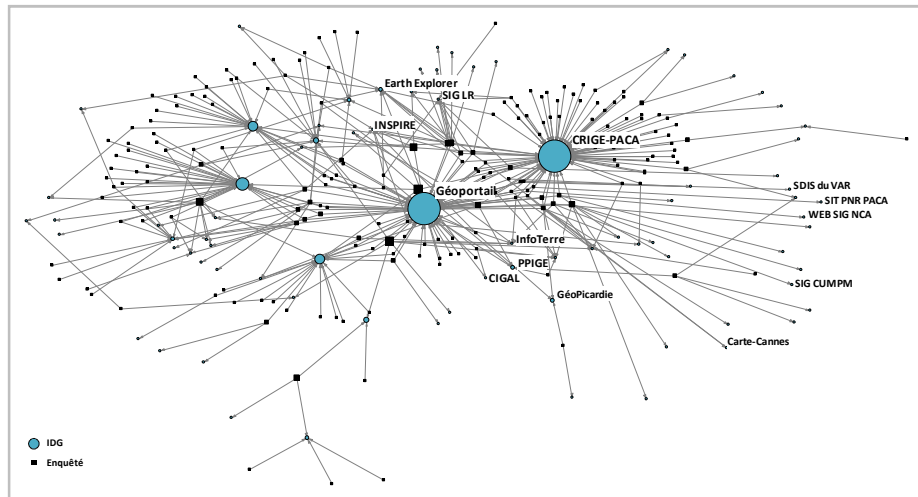 Earth Explorer
SIG LR
INSPIRE
CRIGE-PACA
Géoportail
SDIS du VAR
SIT PNR PACA
WEB SIG NCA
InfoTerre
PPIGE
CIGAL
SIG CUMPM
GéoPicardie
Carte-Cannes
IDG
Enquêté